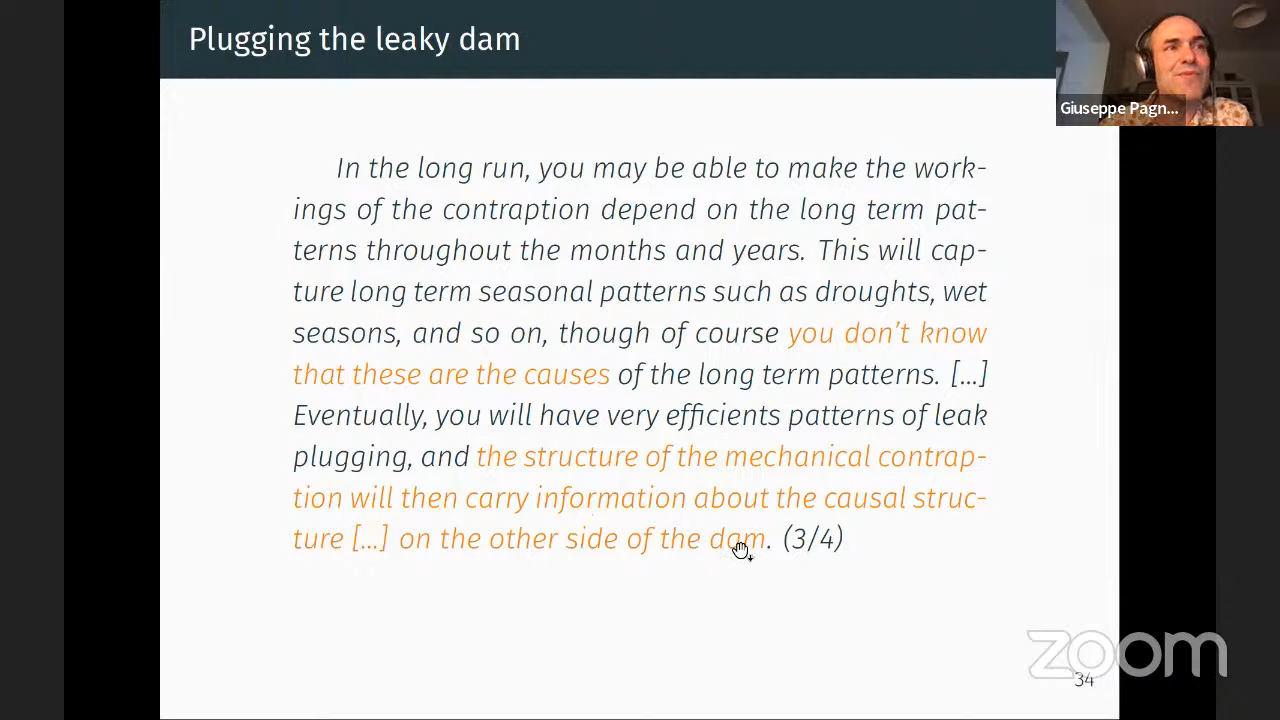 Plugging the leaky dam
Giuseppe Pagn...
In the long run, you may be able to make the work-
ings of the contraption depend on the long term pat-
terns throughout the months and years. This will cap-
ture long term seasonal patterns such as droughts, wet
seasons, and so on, though of course you don't know
that these are the causes of the long term patterns. [...]
Eventually, you will have very efficients patterns of leak
plugging, and the structure of the mechanical contrap-
tion will then carry information about the causal struc-
ture [...] on the other side of the dam. (3/4)
zoom
34